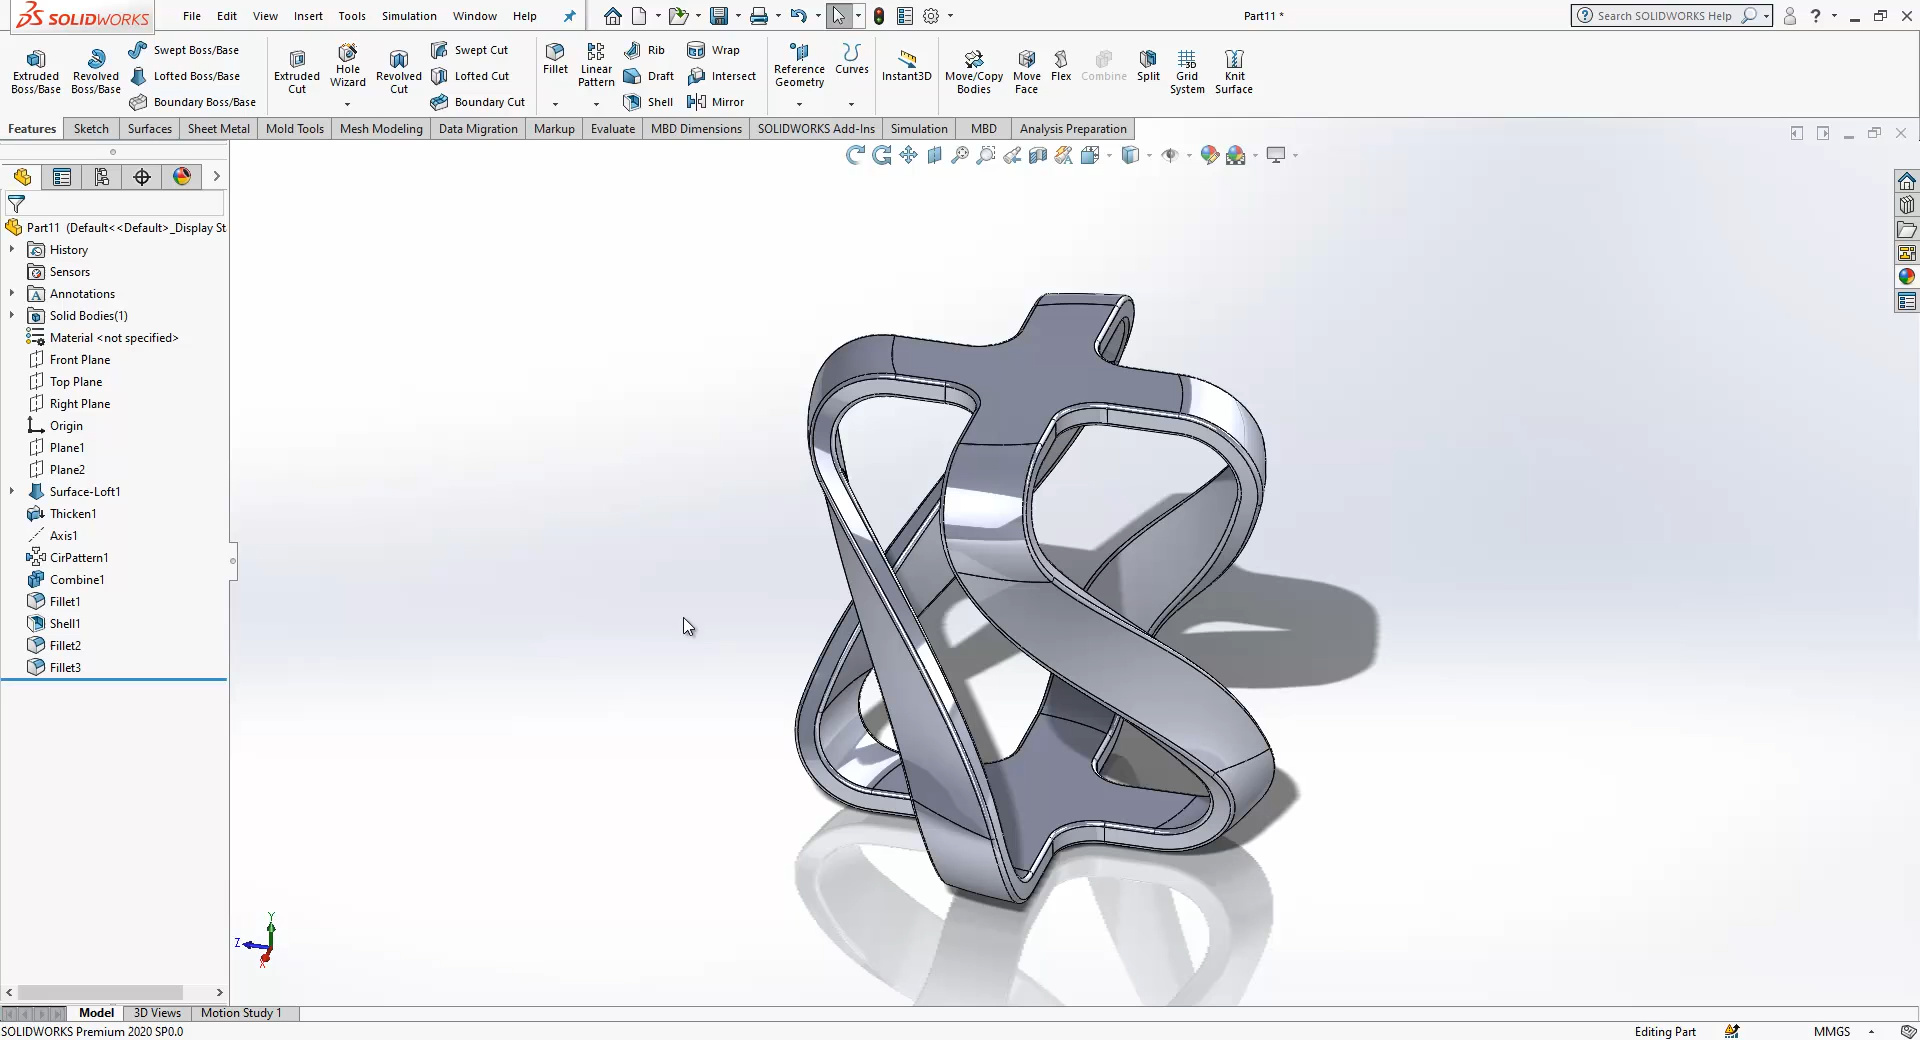 SOLIDWORKS
File Edit View Insert Tools Simulation Window Help
Part11 *
Search SOLIDWORKS Help
Extruded Boss/Base
Revolved Boss/Base
Swept Boss/Base
Lofted Boss/Base
Boundary Boss/Base
Extruded Cut
Hole Wizard
Revolved Cut
Swept Cut
Lofted Cut
Boundary Cut
Fillet
Linear Pattern
Rib
Draft
Shell
Wrap
Intersect
Mirror
Reference Geometry
Curves
Instant3D
Move/Copy Bodies
Move Face
Flex
Combine
Split
Grid System
Knit Surface
Features Sketch Surfaces Sheet Metal Mold Tools Mesh Modeling Data Migration Markup Evaluate MBD Dimensions SOLIDWORKS Add-Ins Simulation MBD Analysis Preparation
Part11 (Default<<Default>_Display St
History
Sensors
Annotations
Solid Bodies(1)
Material <not specified>
Front Plane
Top Plane
Right Plane
Origin
Plane1
Plane2
Surface-Loft1
Thicken1
Axis1
CirPattern1
Combine1
Fillet1
Shell1
Fillet2
Fillet3
Y
Z
X
Model 3D Views Motion Study 1
SOLIDWORKS Premium 2020 SP0.0
Editing Part
MMGS